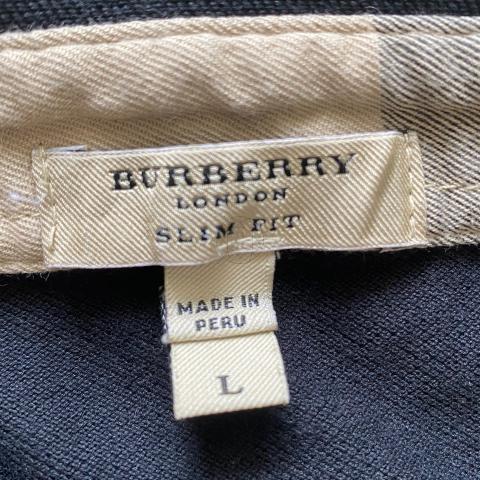 BURBERRY
LONDON
SLIM FIT
MADE IN
PERU
L